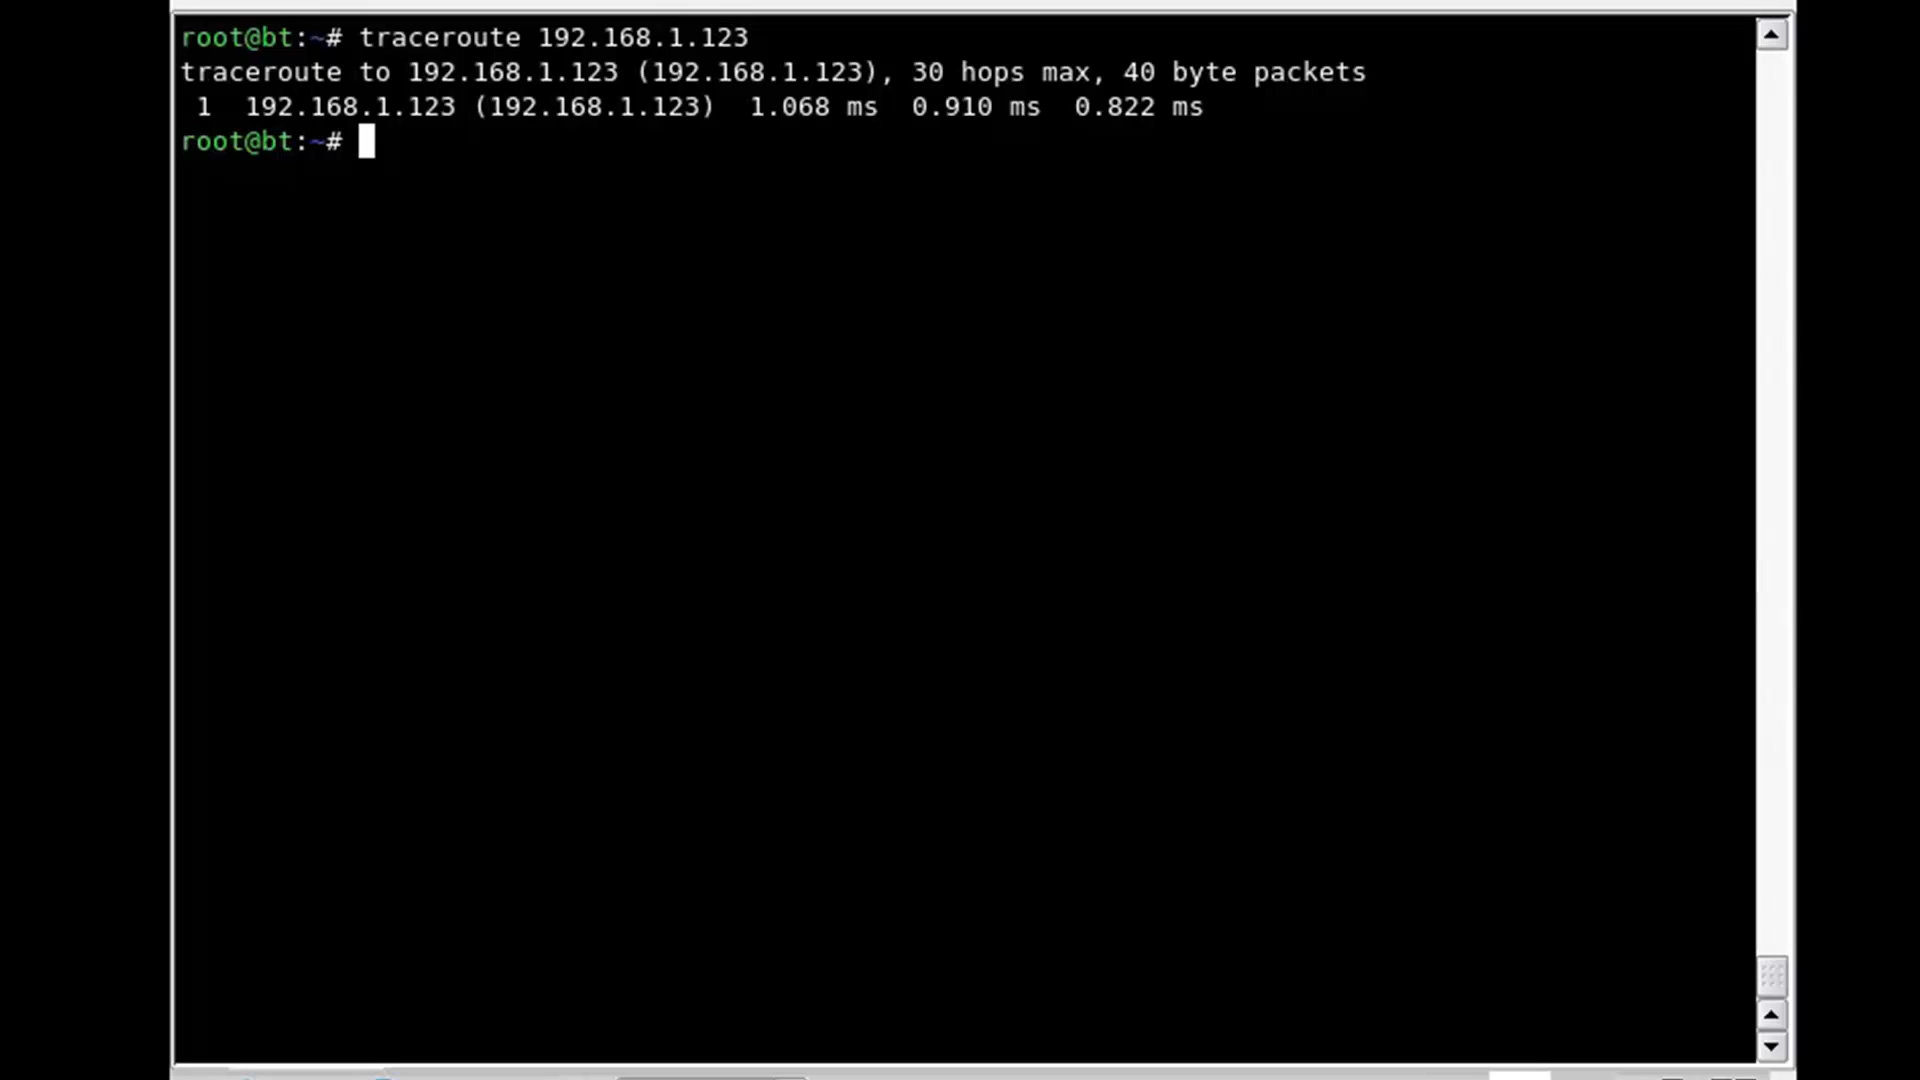 root@bt:~# traceroute 192.168.1.123
traceroute to 192.168.1.123 (192.168.1.123), 30 hops max, 40 byte packets
 1  192.168.1.123 (192.168.1.123)  1.068 ms  0.910 ms  0.822 ms
root@bt:~#